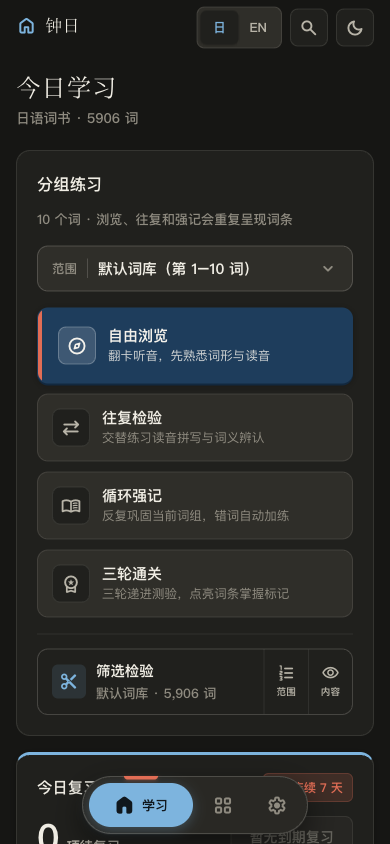 钟日
日 EN
今日学习
日语词书 · 5906 词
分组练习
10 个词 · 浏览、往复和强记会重复呈现词条
范围 默认词库（第 1—10 词）
自由浏览
翻卡听音，先熟悉词形与读音
往复检验
交替练习读音拼写与词义辨认
循环强记
反复巩固当前词组，错词自动加练
三轮通关
三轮递进测验，点亮词条掌握标记
筛选检验
默认词库 · 5,906 词
范围
内容
今日复
续 7 天
学习
0
暂无到期复习